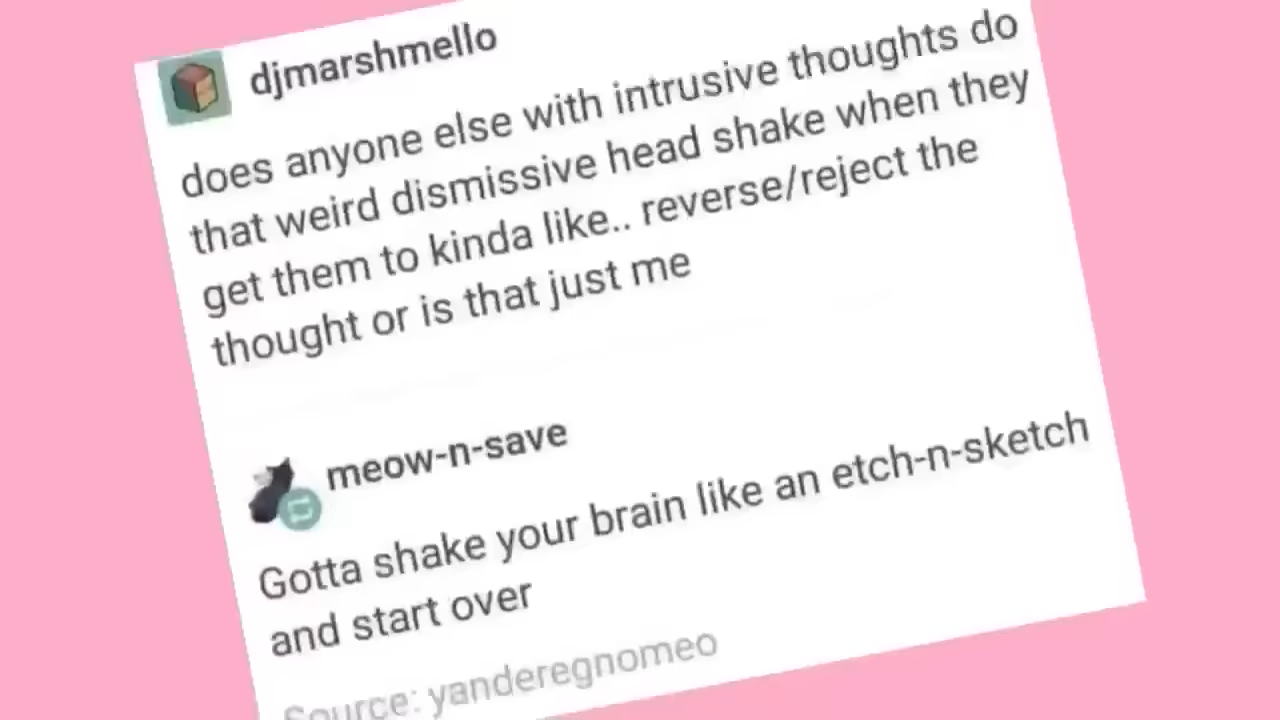 djmarshmello
does anyone else with intrusive thoughts do
that weird dismissive head shake when they
get them to kinda like.. reverse/reject the
thought or is that just me
meow-n-save
Gotta shake your brain like an etch-n-sketch
and start over
Source: yanderegnomeo